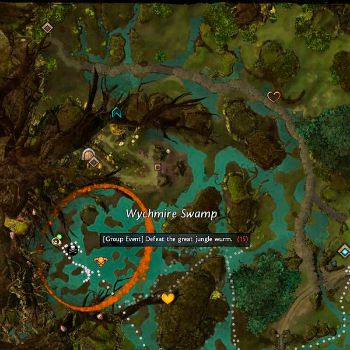 Wychmire Swamp
[Group Event] Defeat the great jungle wurm. (15)